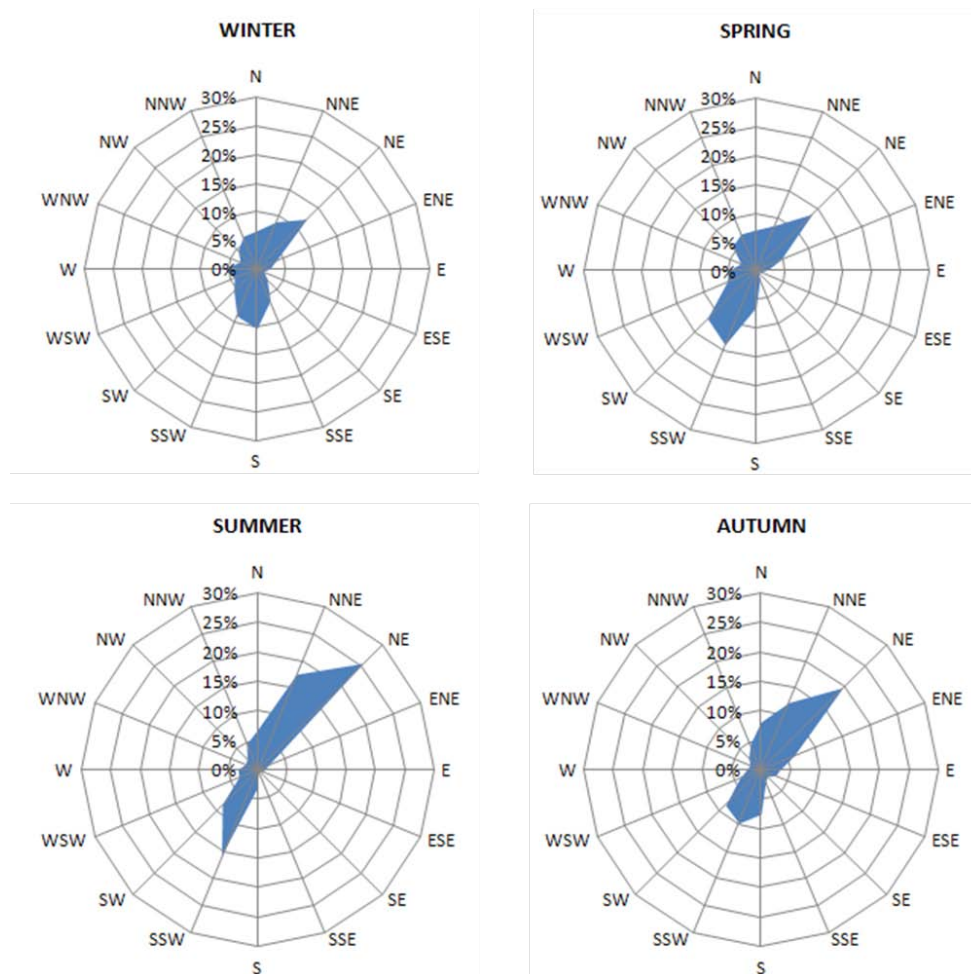 WINTER
N
NNE
NE
ENE
E
ESE
SE
SSE
S
SSW
SW
WSW
W
WNW
NW
NNW
30%
25%
20%
15%
10%
5%
0%
SPRING
N
NNE
NE
ENE
E
ESE
SE
SSE
S
SSW
SW
WSW
W
WNW
NW
NNW
30%
25%
20%
15%
10%
5%
0%
SUMMER
N
NNE
NE
ENE
E
ESE
SE
SSE
S
SSW
SW
WSW
W
WNW
NW
NNW
30%
25%
20%
15%
10%
5%
0%
AUTUMN
N
NNE
NE
ENE
E
ESE
SE
SSE
S
SSW
SW
WSW
W
WNW
NW
NNW
30%
25%
20%
15%
10%
5%
0%